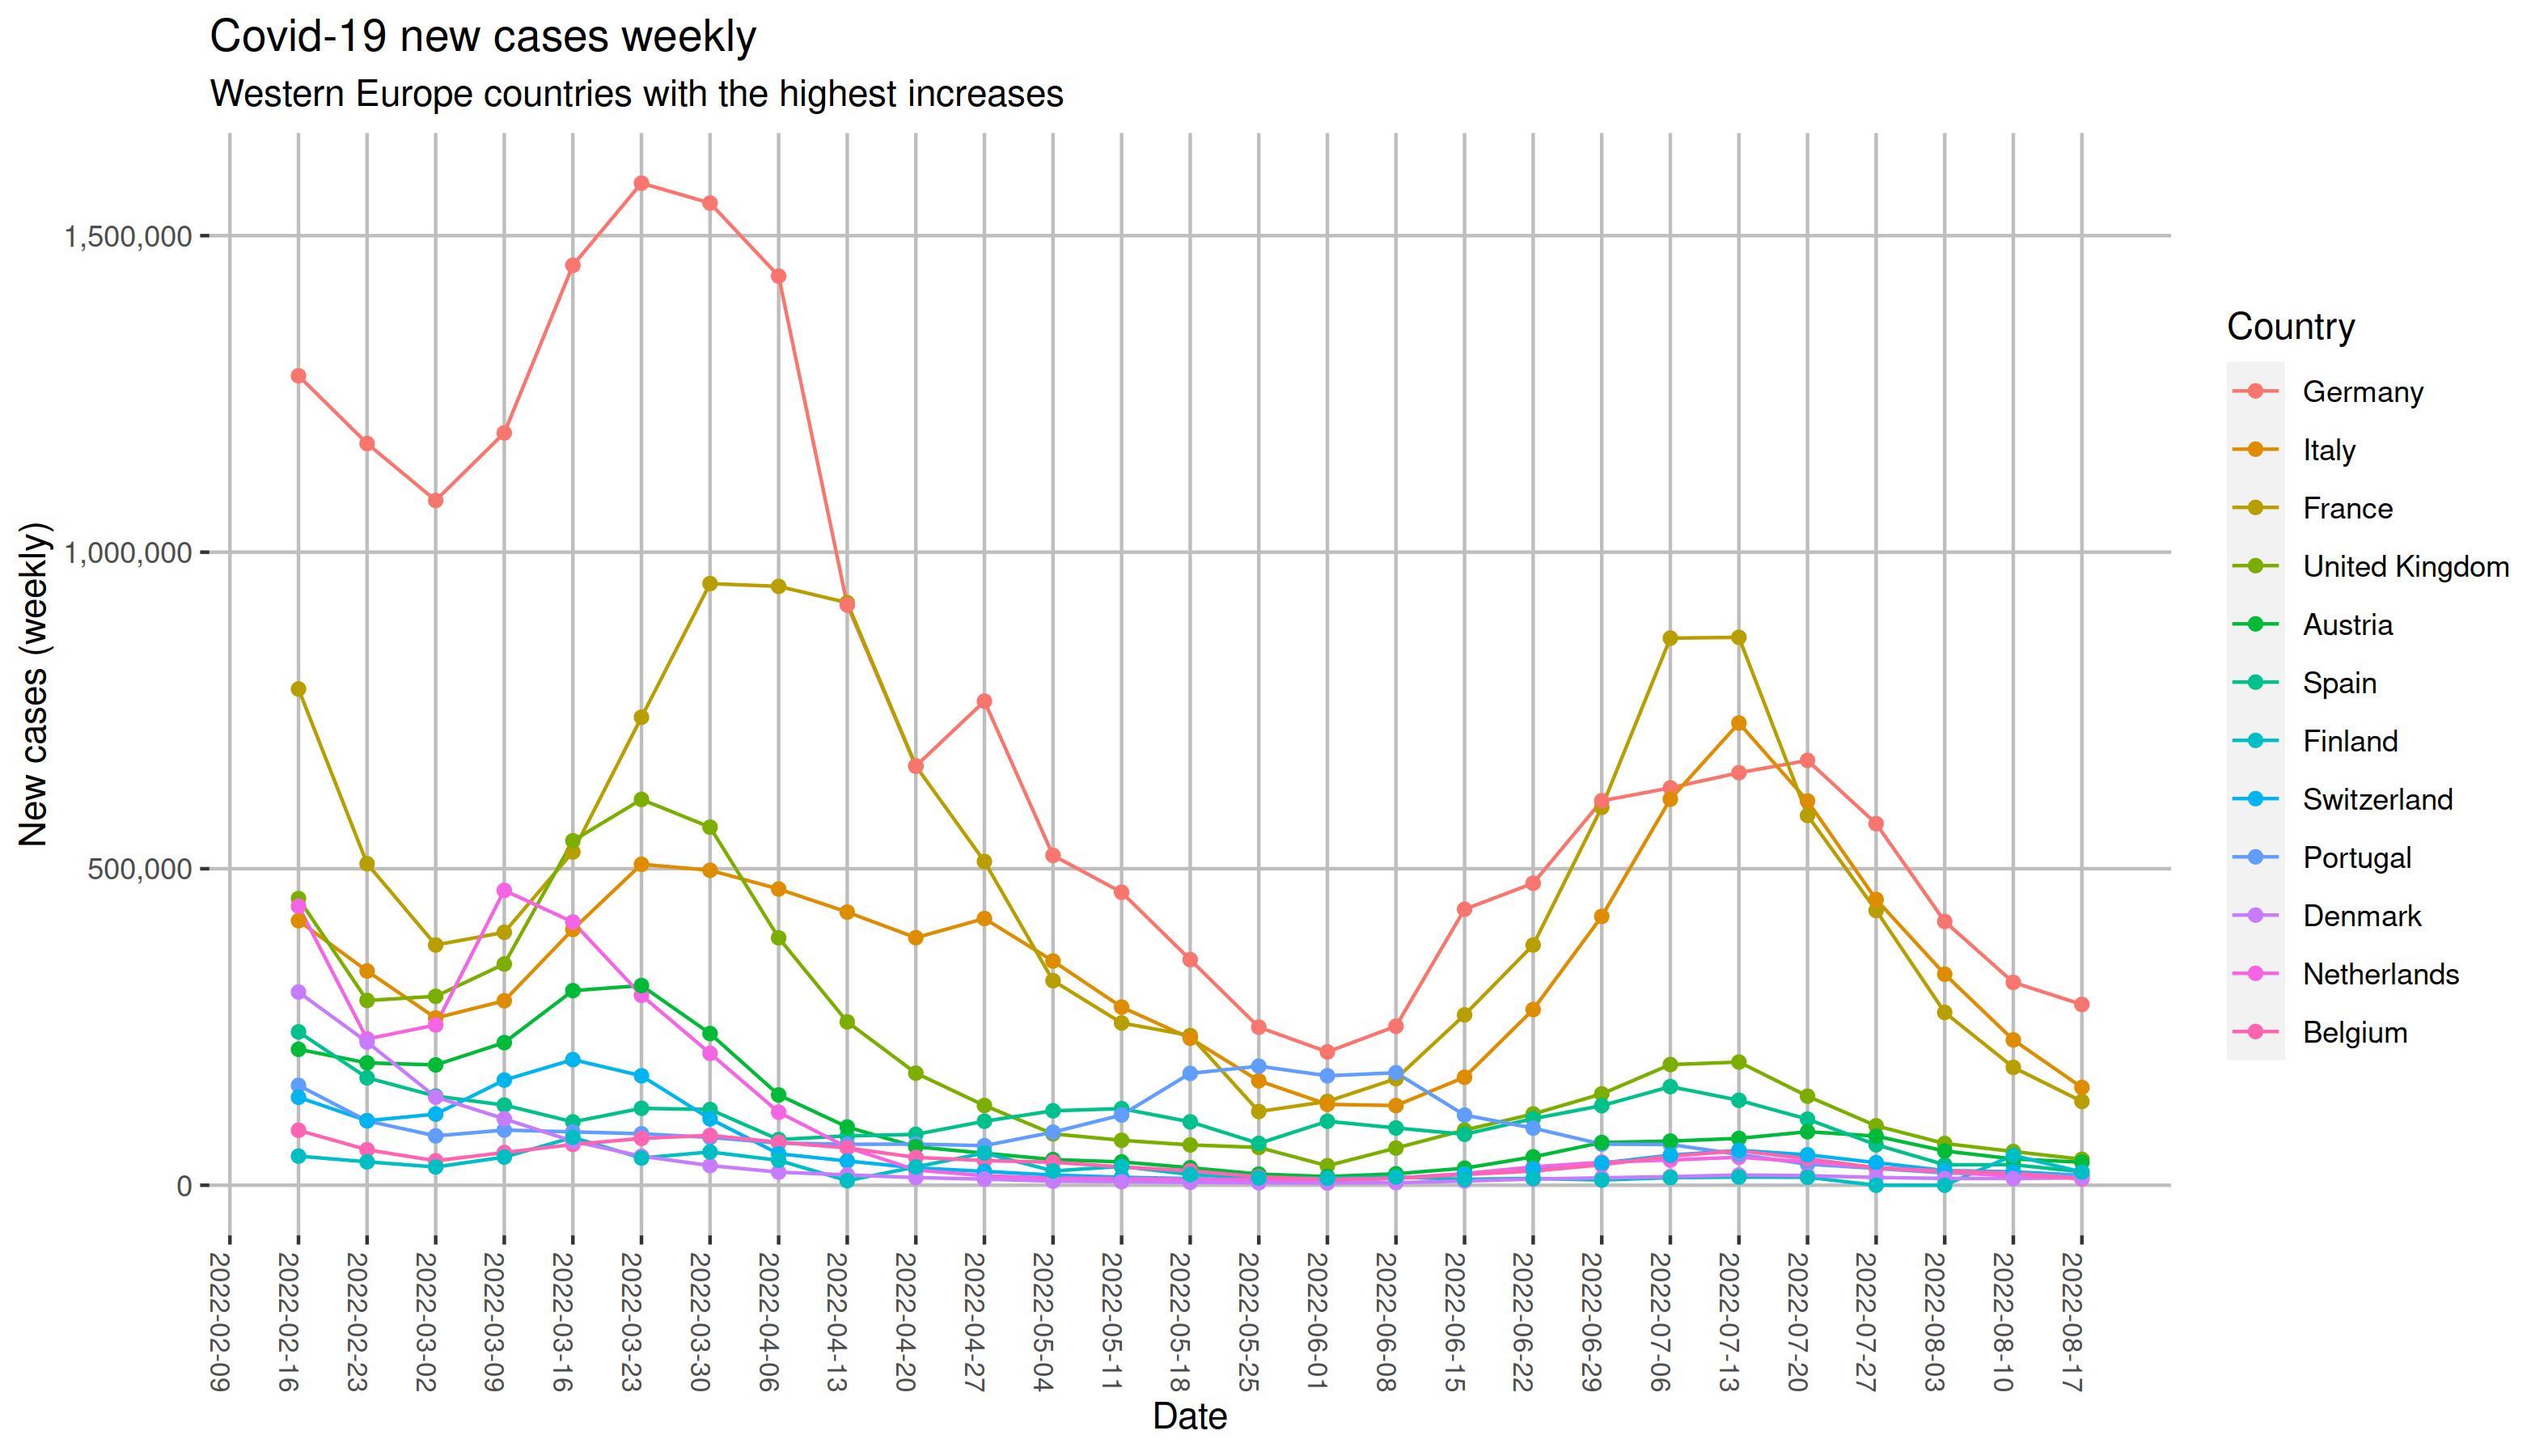 Covid-19 new cases weekly
Western Europe countries with the highest increases
New cases (weekly)
1,500,000
1,000,000
500,000
0
2022-02-09
2022-02-16
2022-02-23
2022-03-02
2022-03-09
2022-03-16
2022-03-23
2022-03-30
2022-04-06
2022-04-13
2022-04-20
2022-04-27
2022-05-04
2022-05-11
2022-05-18
2022-05-25
2022-06-01
2022-06-08
2022-06-15
2022-06-22
2022-06-29
2022-07-06
2022-07-13
2022-07-20
2022-07-27
2022-08-03
2022-08-10
2022-08-17
Date
Country
Germany
Italy
France
United Kingdom
Austria
Spain
Finland
Switzerland
Portugal
Denmark
Netherlands
Belgium